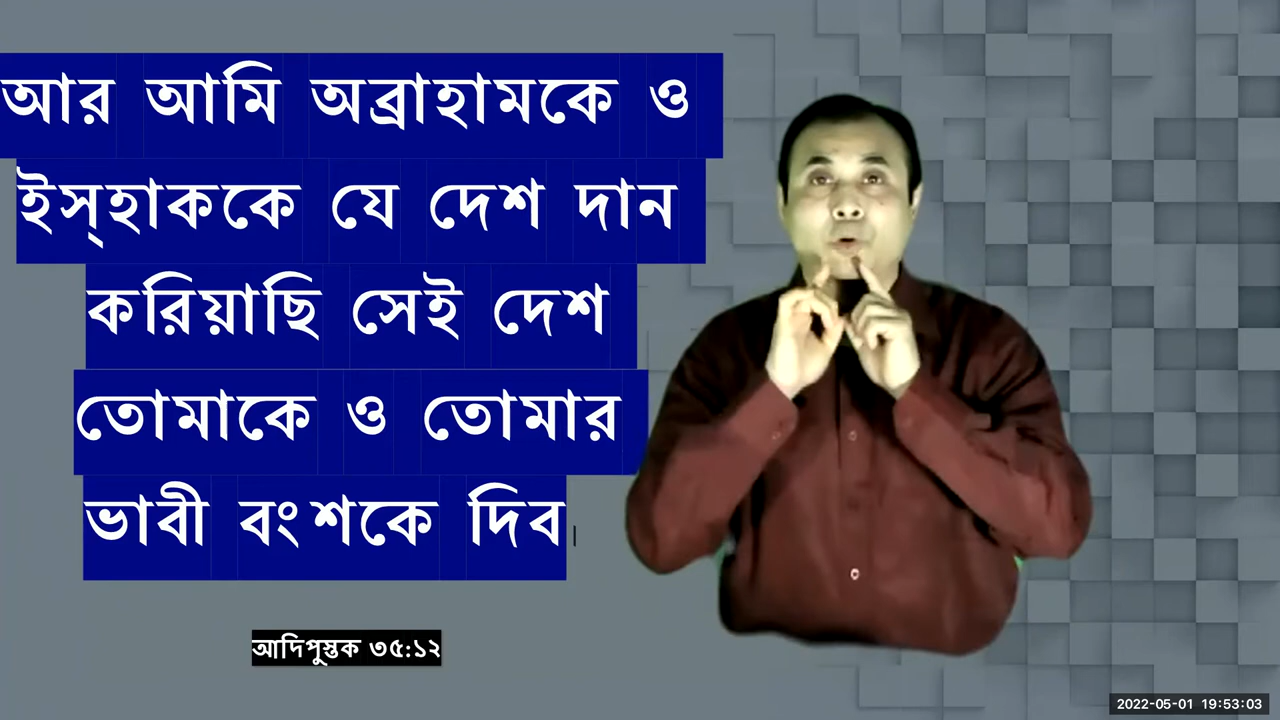 আর আমি অব্রাহামকে ও
ইস্‌হাককে যে দেশ দান
করিয়াছি সেই দেশ
তোমাকে ও তোমার
ভাবী বংশকে দিব।
আদিপুস্তক ৩৫:১২
2022-05-01 19:53:03